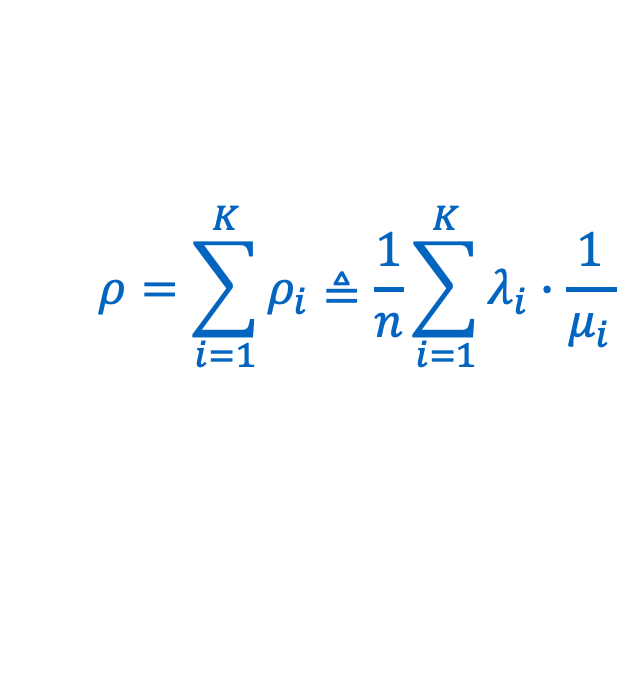 ρ = ∑_{i=1}^{K} ρ_i ≜ \frac{1}{n} ∑_{i=1}^{K} λ_i · \frac{1}{μ_i}